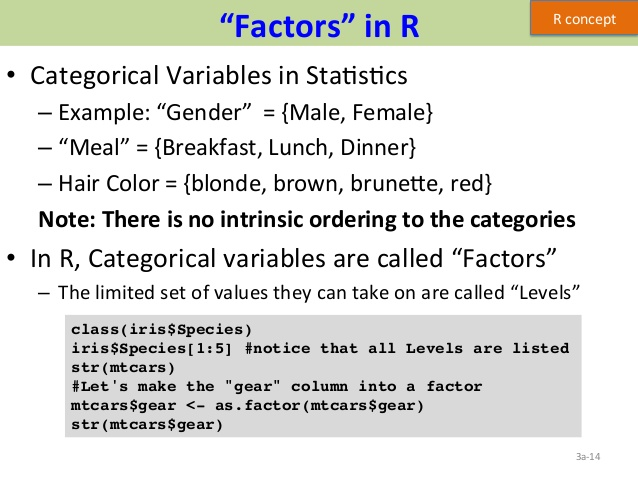 “Factors” in R
R concept
• Categorical Variables in Statistics
– Example: “Gender” = {Male, Female}
– “Meal” = {Breakfast, Lunch, Dinner}
– Hair Color = {blonde, brown, brunette, red}
Note: There is no intrinsic ordering to the categories
• In R, Categorical variables are called “Factors”
– The limited set of values they can take on are called “Levels”
class(iris$Species)
iris$Species[1:5] #notice that all Levels are listed
str(mtcars)
#Let's make the "gear" column into a factor
mtcars$gear <- as.factor(mtcars$gear)
str(mtcars$gear)
3a-14